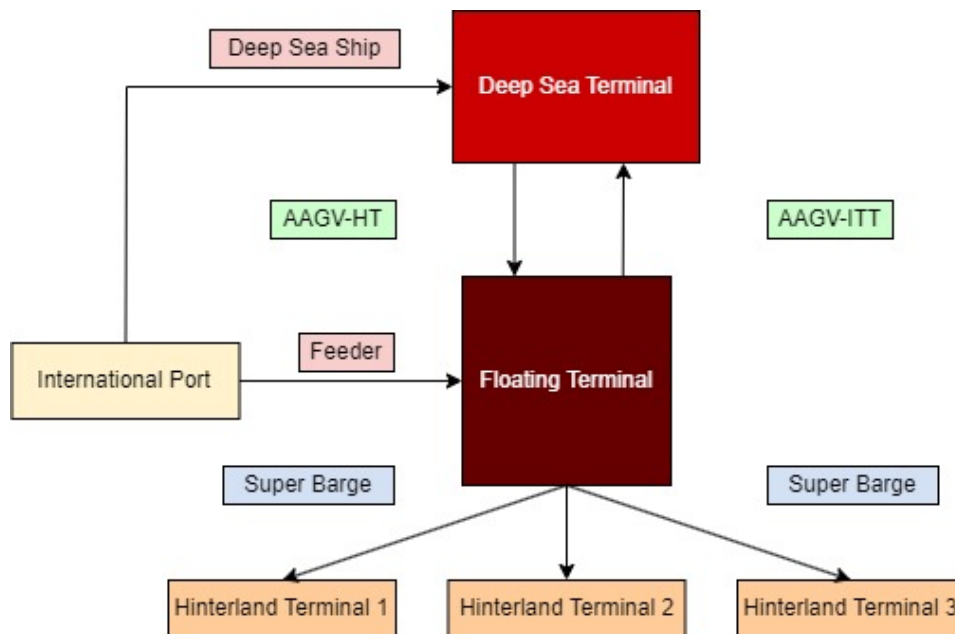 Deep Sea Ship
Deep Sea Terminal
AAGV-HT
AAGV-ITT
Feeder
International Port
Floating Terminal
Super Barge
Super Barge
Hinterland Terminal 1
Hinterland Terminal 2
Hinterland Terminal 3